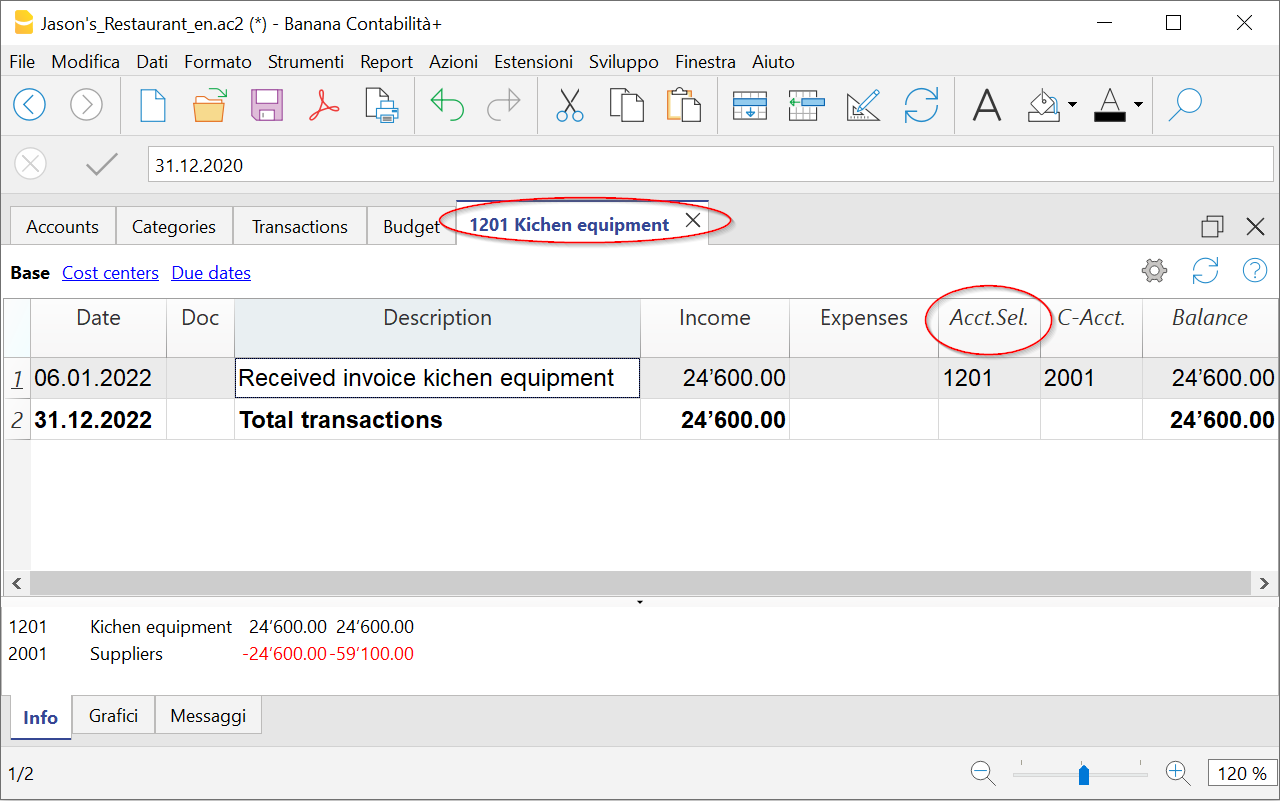 Jason's_Restaurant_en.ac2 (*) - Banana Contabilità+
File Modifica Dati Formato Strumenti Report Azioni Estensioni Sviluppo Finestra Aiuto
A A
31.12.2020
Accounts Categories Transactions Budget 1201 Kichen equipment
Base Cost centers Due dates
Date Doc Description Income Expenses Acct.Sel. C-Acct. Balance
1 06.01.2022 Received invoice kichen equipment 24’600.00 1201 2001 24’600.00
2 31.12.2022 Total transactions 24’600.00 24’600.00
1201 Kichen equipment 24’600.00 24’600.00
2001 Suppliers -24’600.00 -59’100.00
Info Grafici Messaggi
1/2 120 %